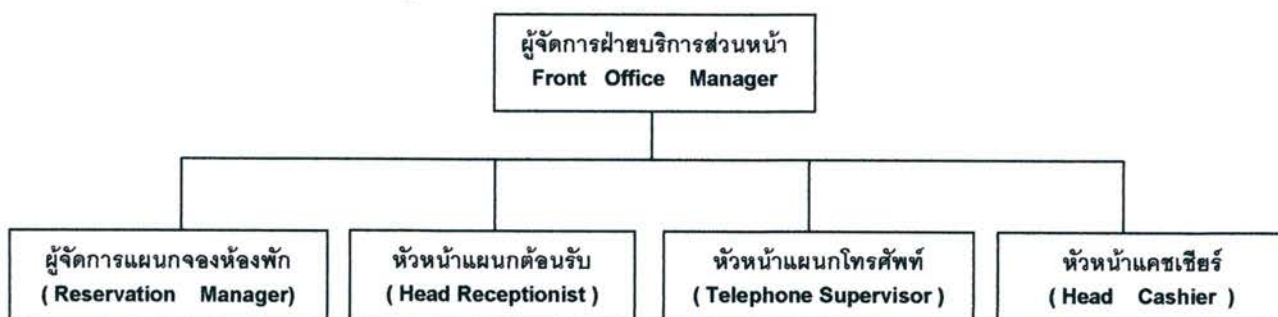 ผู้จัดการฝ่ายบริการส่วนหน้า
Front Office Manager
ผู้จัดการแผนกจองห้องพัก
( Reservation Manager)
หัวหน้าแผนกต้อนรับ
( Head Receptionist )
หัวหน้าแผนกโทรศัพท์
( Telephone Supervisor )
หัวหน้าแคชเชียร์
( Head Cashier )